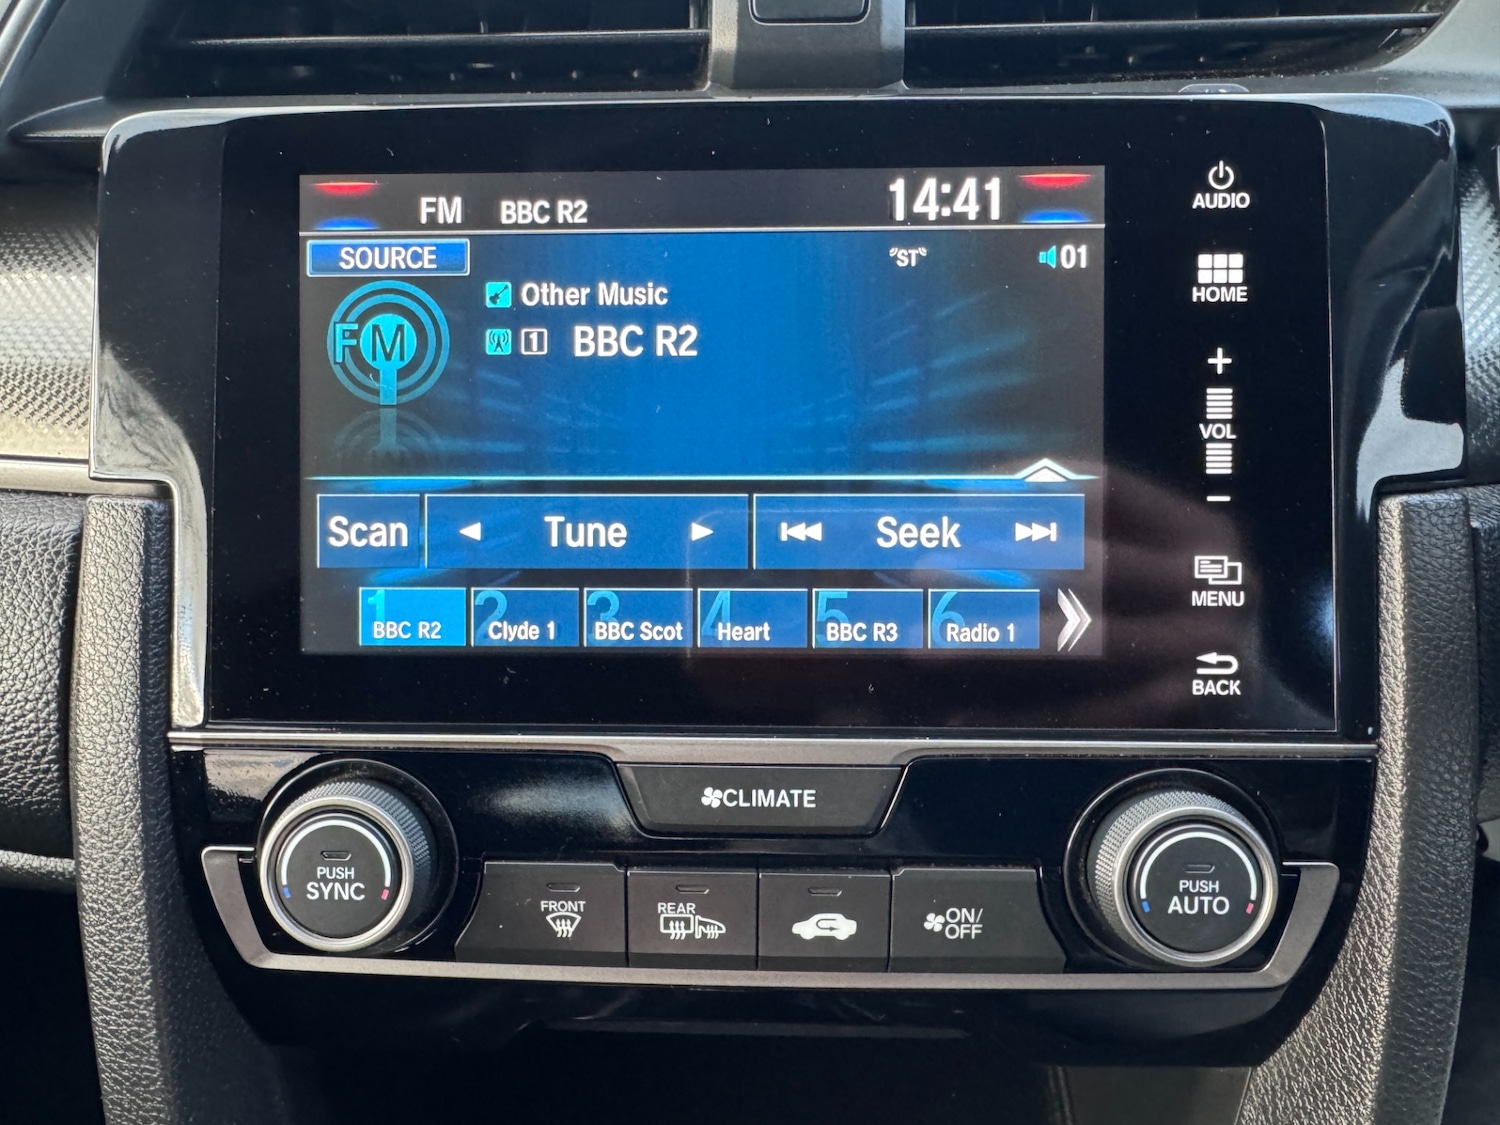 FM BBC R2 14:41
SOURCE "ST" 01
Other Music
FM
1 BBC R2
Scan Tune Seek
1 BBC R2 2 Clyde 1 3 BBC Scot 4 Heart 5 BBC R3 6 Radio 1
AUDIO
HOME
+
VOL
-
MENU
BACK
CLIMATE
PUSH
SYNC
FRONT
REAR
ON/
OFF
PUSH
AUTO